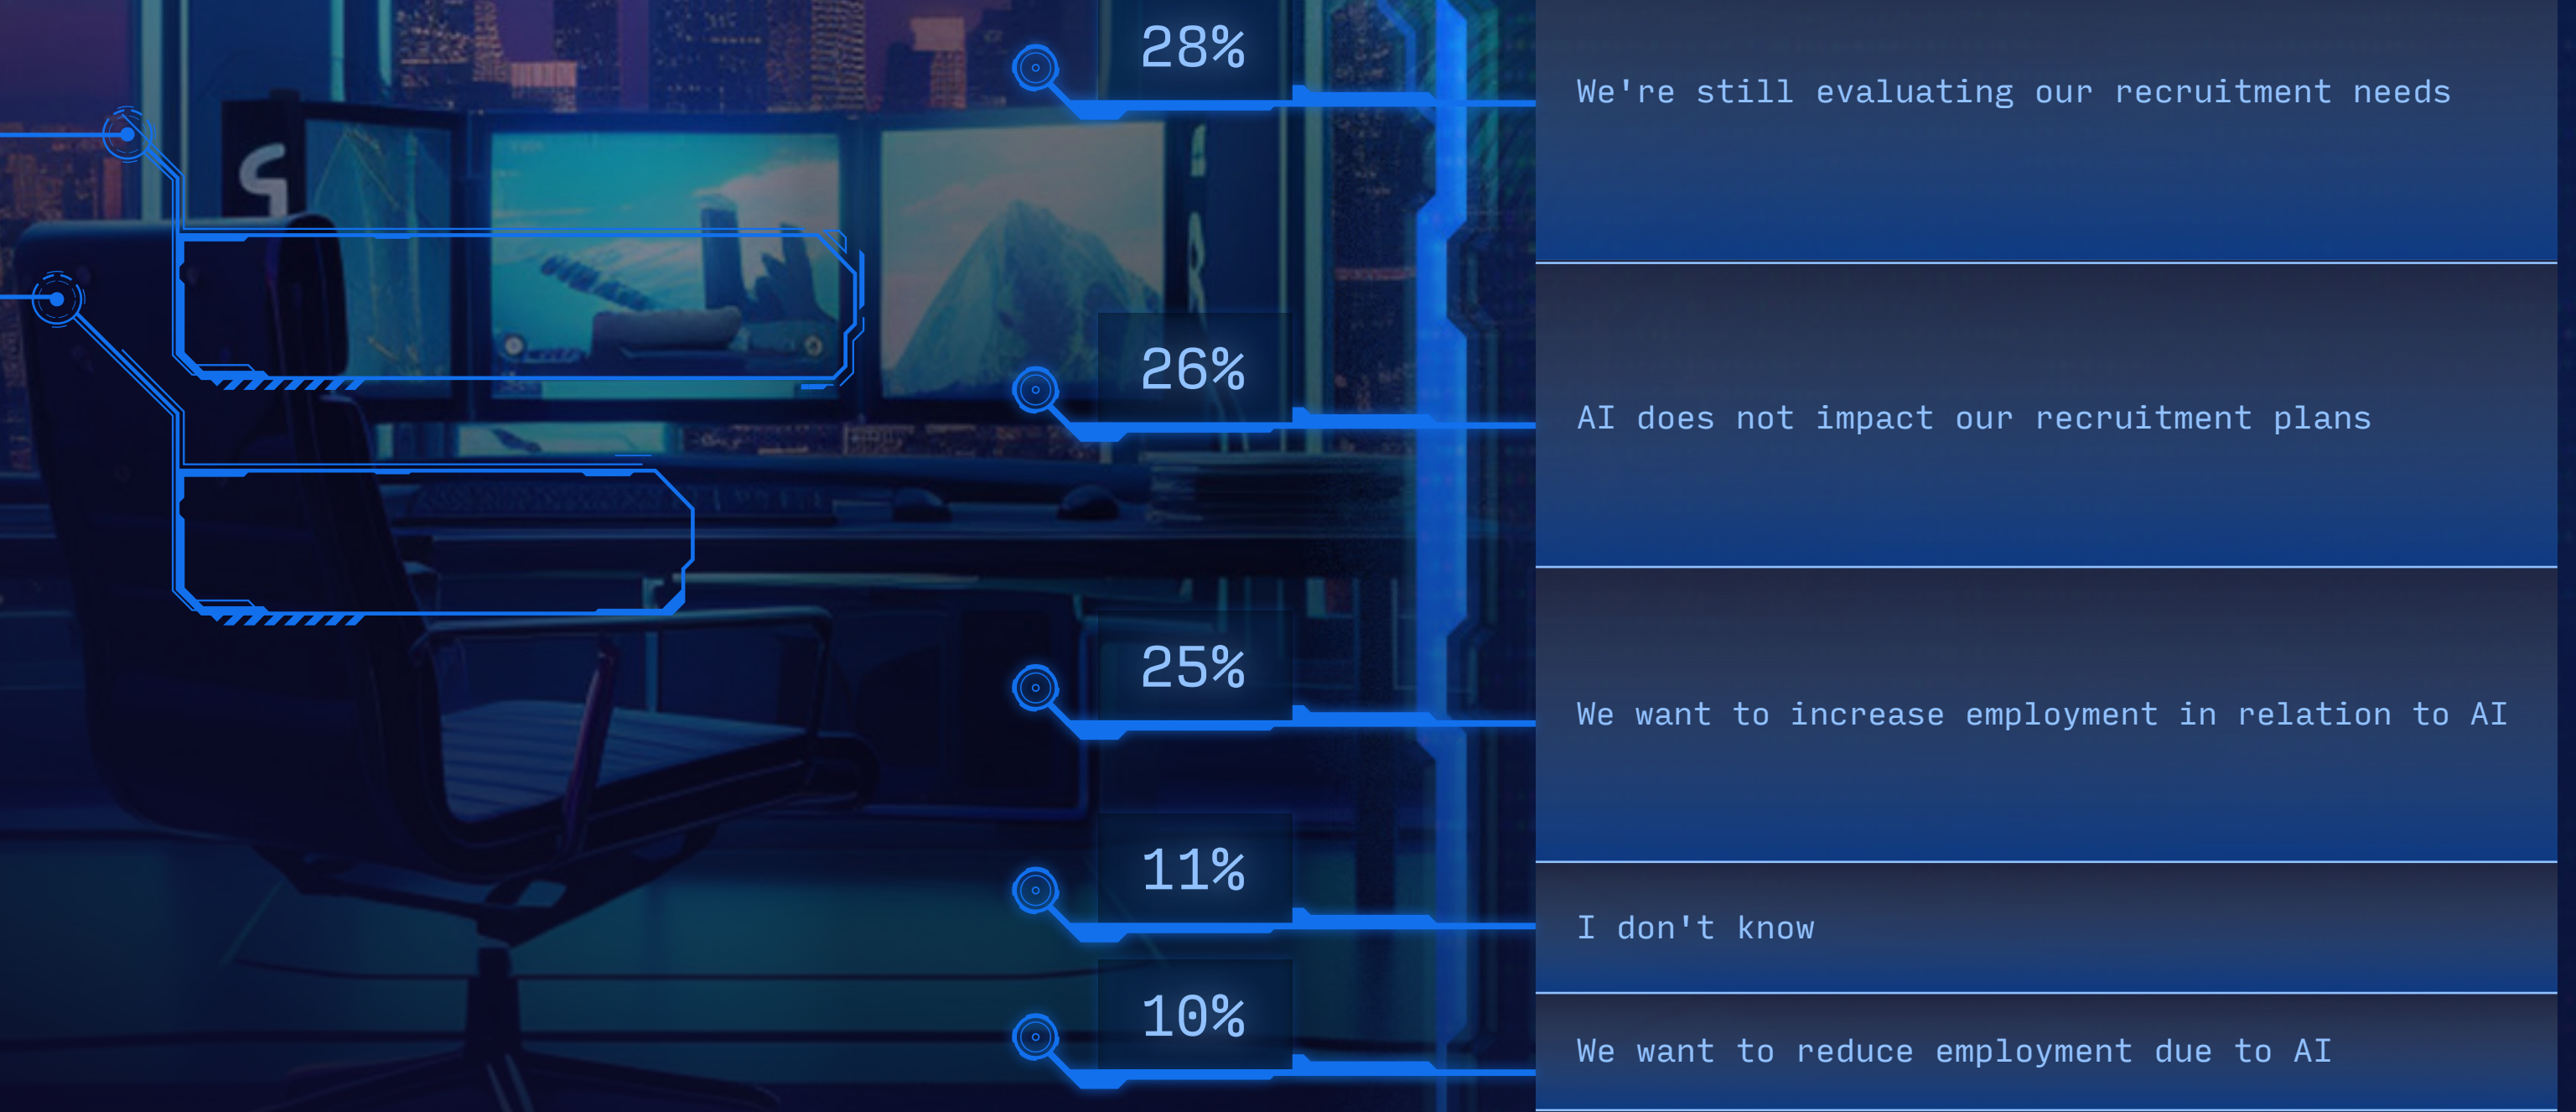 28%
We're still evaluating our recruitment needs
26%
AI does not impact our recruitment plans
25%
We want to increase employment in relation to AI
11%
I don't know
10%
We want to reduce employment due to AI